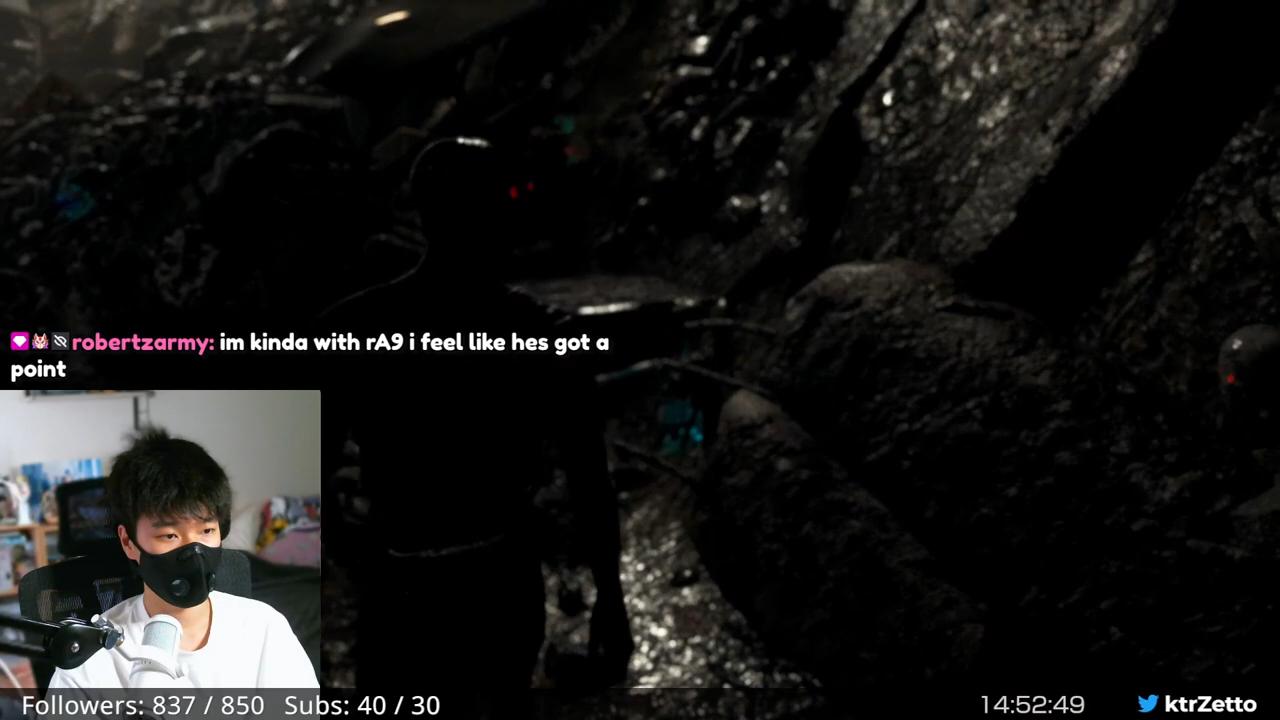 robertzarmy: im kinda with rA9 i feel like hes got a
point
Followers: 837 / 850 Subs: 40 / 30
14:52:49
ktrZetto